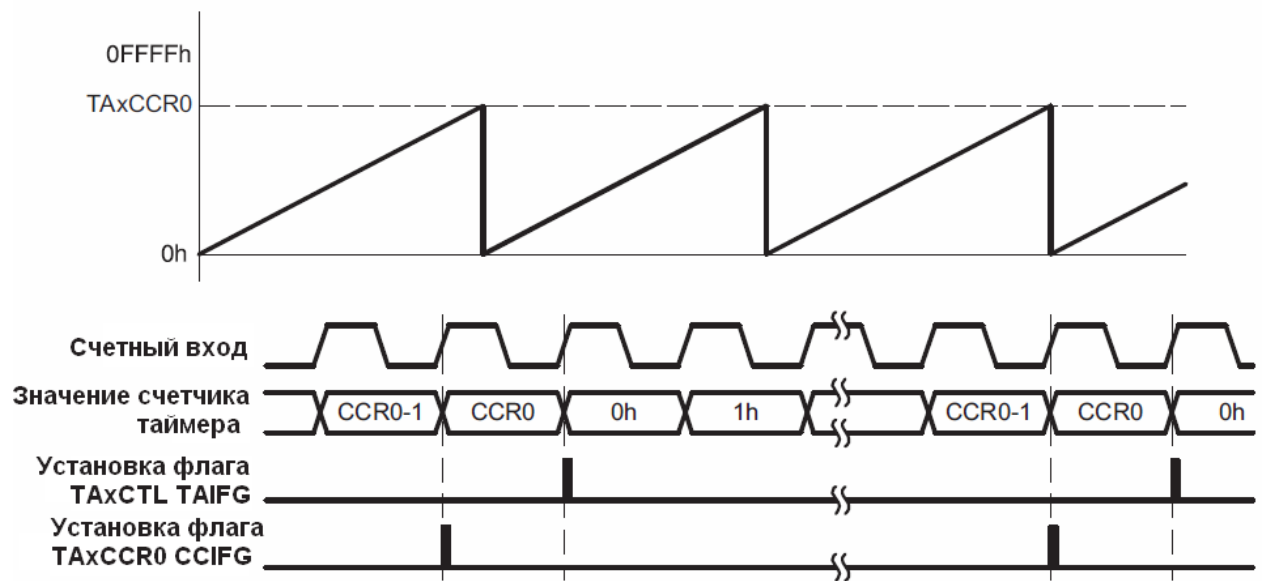 0FFFFh
TAxCCR0
0h
Счетный вход
Значение счетчика
таймера
CCR0-1 CCR0 0h 1h CCR0-1 CCR0 0h
Установка флага
TAxCTL TAIFG
Установка флага
TAxCCR0 CCIFG